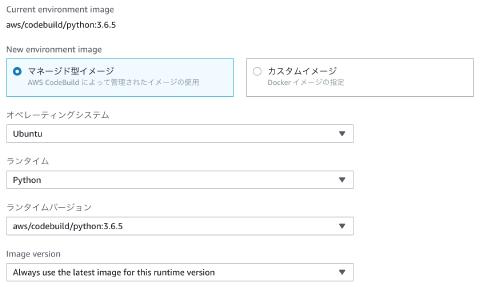 Current environment image
aws/codebuild/python:3.6.5
New environment image
マネージド型イメージ
AWS CodeBuild によって管理されたイメージの使用
カスタムイメージ
Docker イメージの指定
オペレーティングシステム
Ubuntu
ランタイム
Python
ランタイムバージョン
aws/codebuild/python:3.6.5
Image version
Always use the latest image for this runtime version